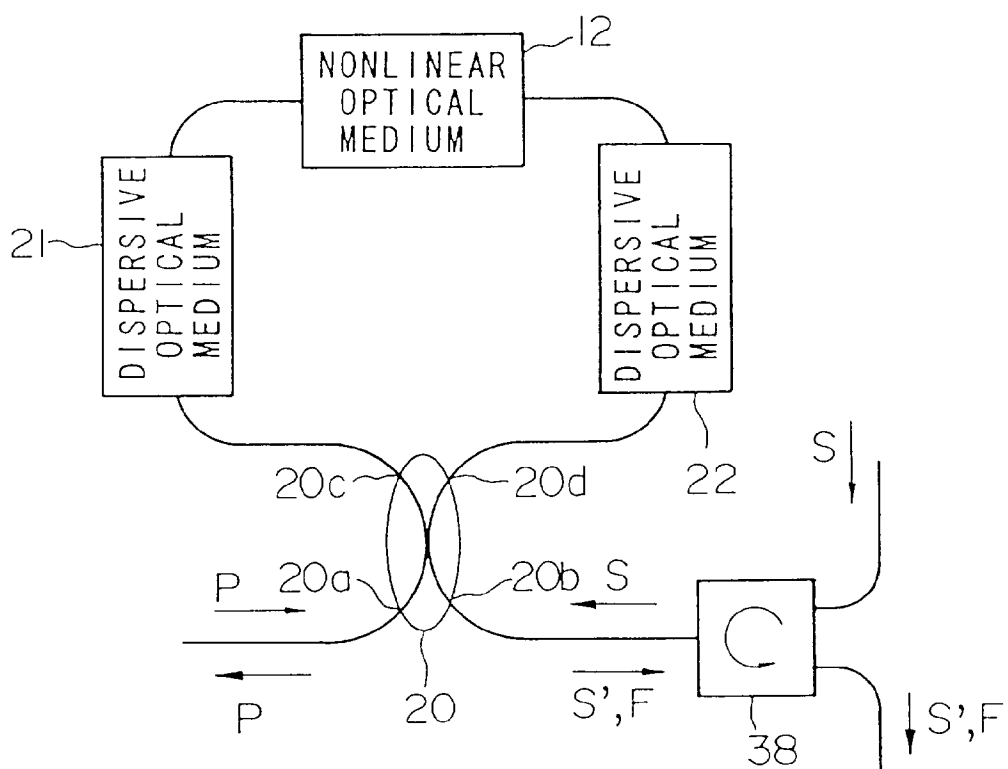 12
NONLINEAR
OPTICAL
MEDIUM
21
DISPERSIVE
OPTICAL
MEDIUM
DISPERSIVE
OPTICAL
MEDIUM
22
S
20c
20d
P
20a
20b
S
P
20
S',F
38
S',F